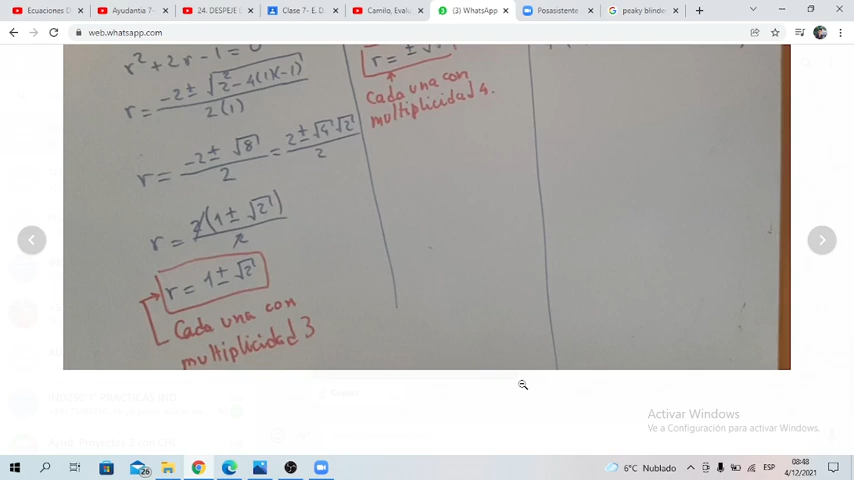 Ecuaciones D
Ayudantia 7-
24. DESPEJE (
Clase 7- E. D.
Camilo, Evalu
(3) WhatsApp
Posasistente
peaky blinde
web.whatsapp.com
r² + 2r - 1 = 0
r = -2 ± √2² - 4(1)(-1) / 2(1)
r = -2 ± √8 / 2 = 2 ± √4 √2 / 2
r = 2(1 ± √2) / 2
r = 1 ± √2
Cada una con
multiplicidad 3
Cada una con
multiplicidad 4.
Activar Windows
Ve a Configuración para activar Windows.
26
6°C Nublado
ESP
08:48
4/12/2021